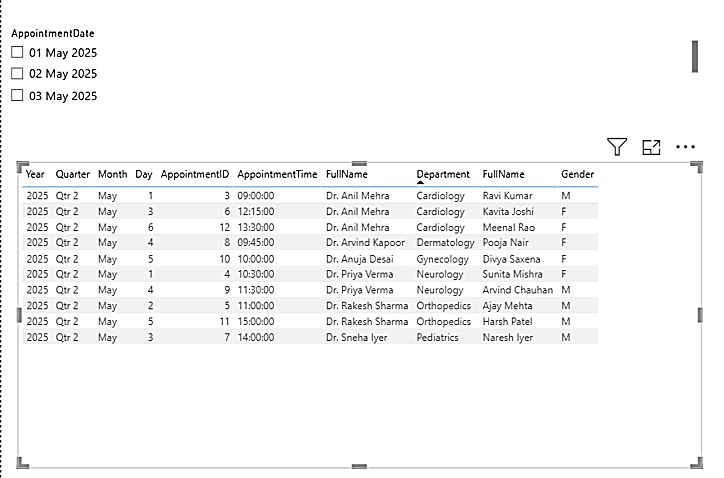 AppointmentDate
01 May 2025
02 May 2025
03 May 2025
Year Quarter Month Day AppointmentID AppointmentTime FullName Department FullName Gender
2025 Qtr 2 May 1 3 09:00:00 Dr. Anil Mehra Cardiology Ravi Kumar M
2025 Qtr 2 May 3 6 12:15:00 Dr. Anil Mehra Cardiology Kavita Joshi F
2025 Qtr 2 May 6 12 13:30:00 Dr. Anil Mehra Cardiology Meenal Rao F
2025 Qtr 2 May 4 8 09:45:00 Dr. Arvind Kapoor Dermatology Pooja Nair F
2025 Qtr 2 May 5 10 10:00:00 Dr. Anuja Desai Gynecology Divya Saxena F
2025 Qtr 2 May 1 4 10:30:00 Dr. Priya Verma Neurology Sunita Mishra F
2025 Qtr 2 May 4 9 11:30:00 Dr. Priya Verma Neurology Arvind Chauhan M
2025 Qtr 2 May 2 5 11:00:00 Dr. Rakesh Sharma Orthopedics Ajay Mehta M
2025 Qtr 2 May 5 11 15:00:00 Dr. Rakesh Sharma Orthopedics Harsh Patel M
2025 Qtr 2 May 3 7 14:00:00 Dr. Sneha Iyer Pediatrics Naresh Iyer M